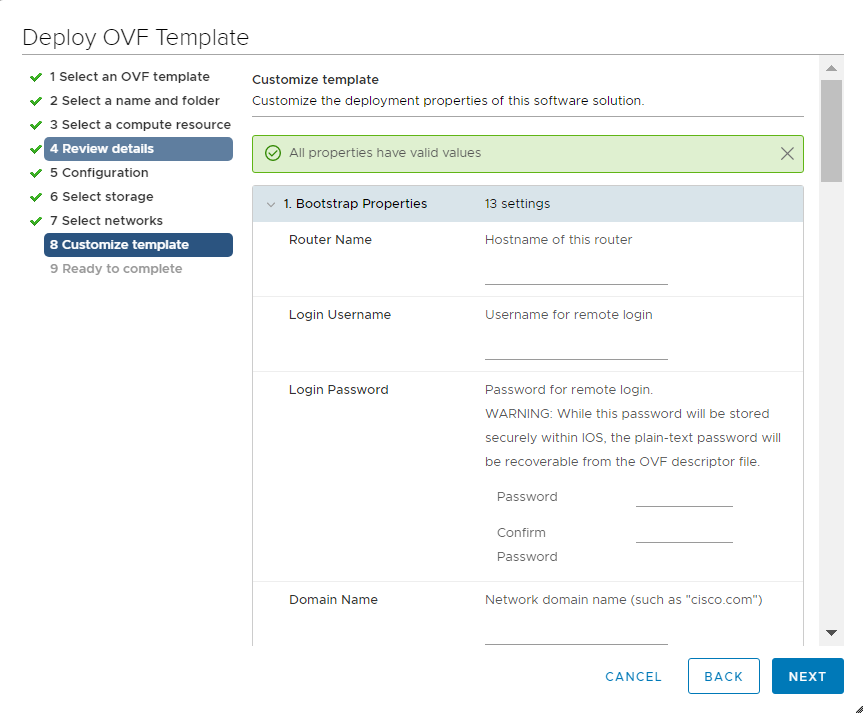 Deploy OVF Template
1 Select an OVF template
2 Select a name and folder
3 Select a compute resource
4 Review details
5 Configuration
6 Select storage
7 Select networks
8 Customize template
9 Ready to complete
Customize template
Customize the deployment properties of this software solution.
All properties have valid values
1. Bootstrap Properties 13 settings
Router Name Hostname of this router
Login Username Username for remote login
Login Password Password for remote login.
WARNING: While this password will be stored
securely within IOS, the plain-text password will
be recoverable from the OVF descriptor file.
Password
Confirm
Password
Domain Name Network domain name (such as "cisco.com")
CANCEL BACK NEXT